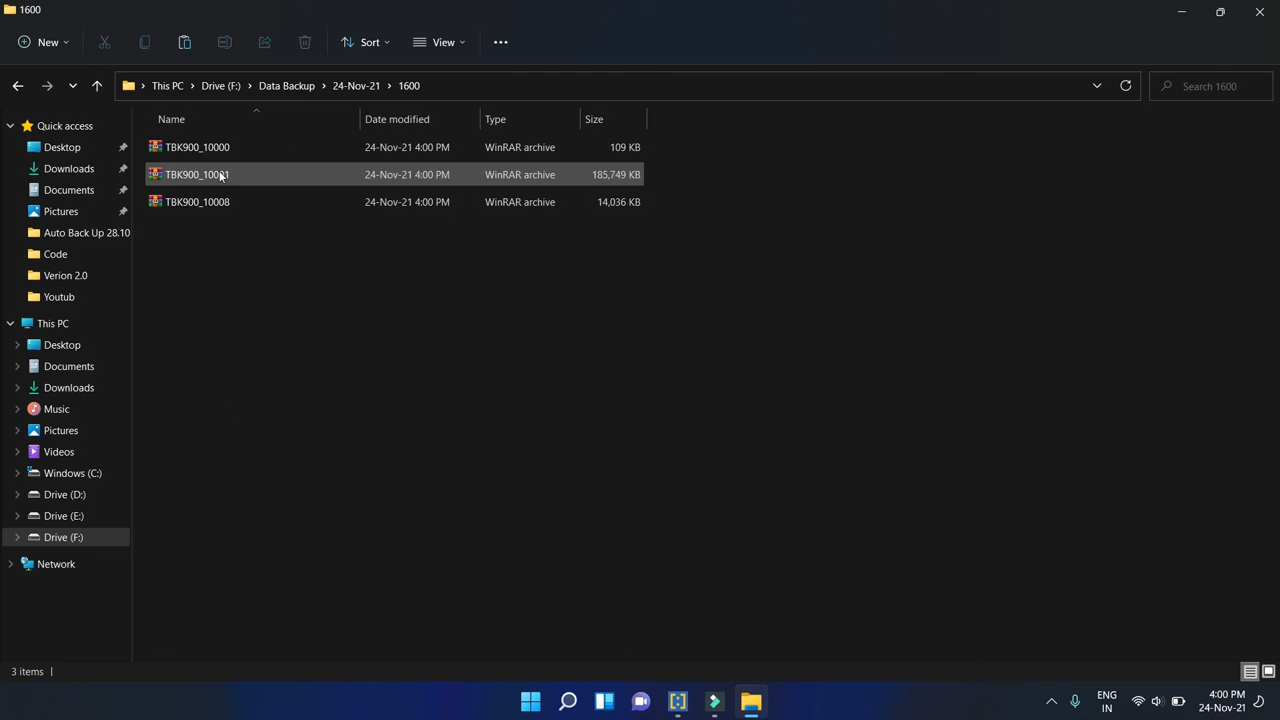 1600
New
Sort
View
This PC > Drive (F:) > Data Backup > 24-Nov-21 > 1600
Search 1600
Name Date modified Type Size
TBK900_10000 24-Nov-21 4:00 PM WinRAR archive 109 KB
24-Nov-21 4:00 PM WinRAR archive 185,749 KB
TBK900_10008 24-Nov-21 4:00 PM WinRAR archive 14,036 KB
Quick access
Desktop
Downloads
Documents
Pictures
Auto Back Up 28.10
Code
Verion 2.0
Youtub
This PC
Desktop
Documents
Downloads
Music
Pictures
Videos
Windows (C:)
Drive (D:)
Drive (E:)
Drive (F:)
Network
3 items
ENG
IN
4:00 PM
24-Nov-21